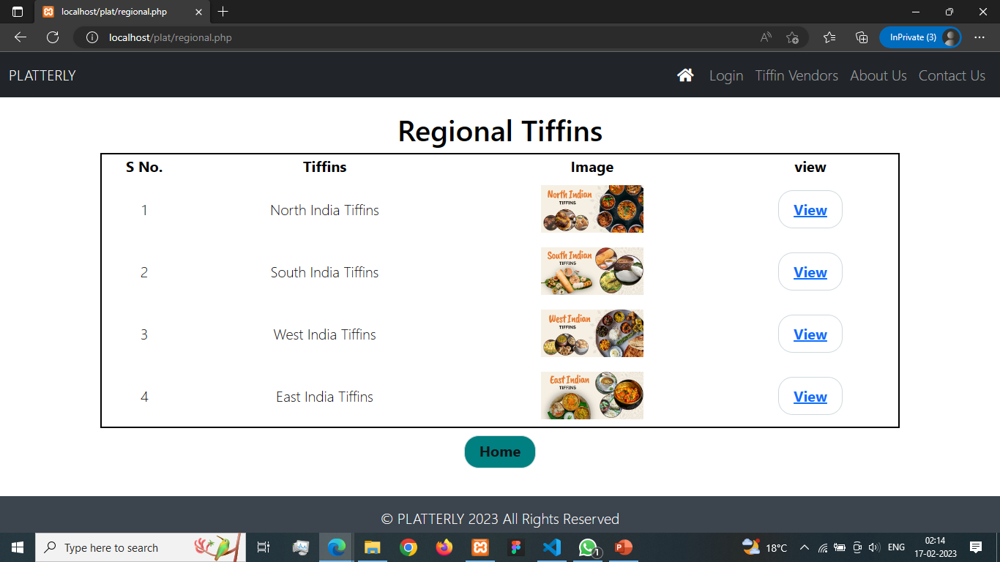 localhost/plat/regional.php
localhost/plat/regional.php
InPrivate (3)
PLATTERLY
Login Tiffin Vendors About Us Contact Us
Regional Tiffins
S No. Tiffins Image view
1 North India Tiffins North Indian TIFFINS View
2 South India Tiffins South Indian TIFFINS View
3 West India Tiffins West Indian TIFFINS View
4 East India Tiffins East Indian TIFFINS View
Home
© PLATTERLY 2023 All Rights Reserved
Type here to search
1
18°C
ENG
02:14
17-02-2023